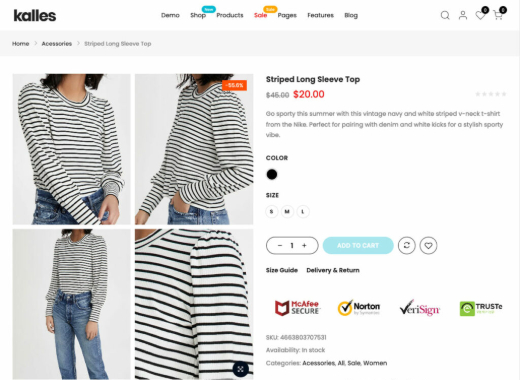 kalles
Demo Shop Products Sale Pages Features Blog
New
Sale
0
0
Home > Acessories > Striped Long Sleeve Top
Striped Long Sleeve Top
$45.00 $20.00
Go sporty this summer with this vintage navy and white striped v-neck t-shirt
from the Nike. Perfect for pairing with denim and white kicks for a stylish sporty
vibe.
COLOR
SIZE
S M L
- 1 +
ADD TO CART
Size Guide Delivery & Return
McAfee
SECURE
Norton
by Symantec
VeriSign
TRUSTe
SKU: 4663803707531
Availability: In stock
Categories: Acessories, All, Sale, Women